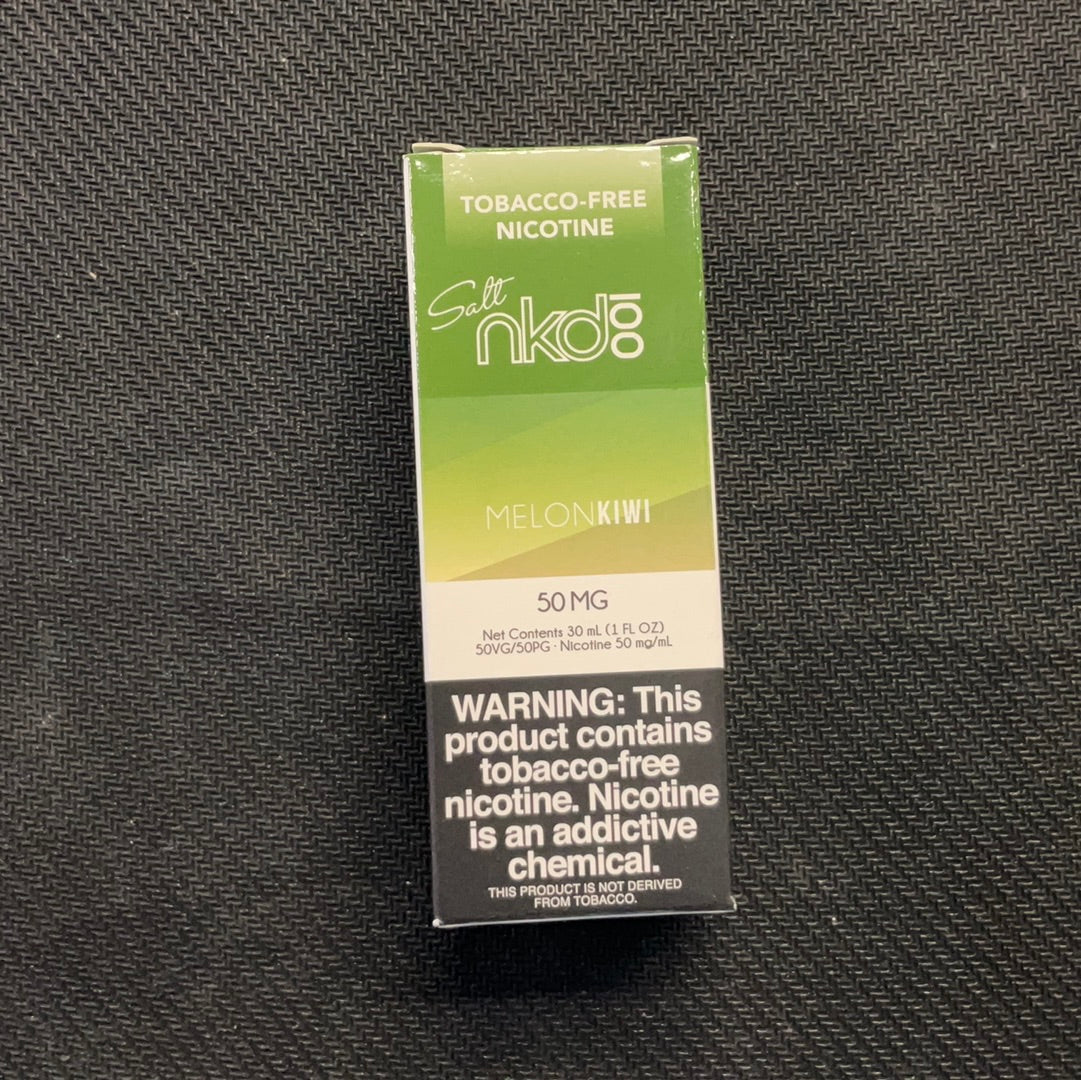 TOBACCO-FREE
NICOTINE
Salt
nkd100
MELONKIWI
50 MG
Net Contents 30 mL (1 FL OZ)
50VG/50PG · Nicotine 50 mg/mL
WARNING: This
product contains
tobacco-free
nicotine. Nicotine
is an addictive
chemical.
THIS PRODUCT IS NOT DERIVED
FROM TOBACCO.